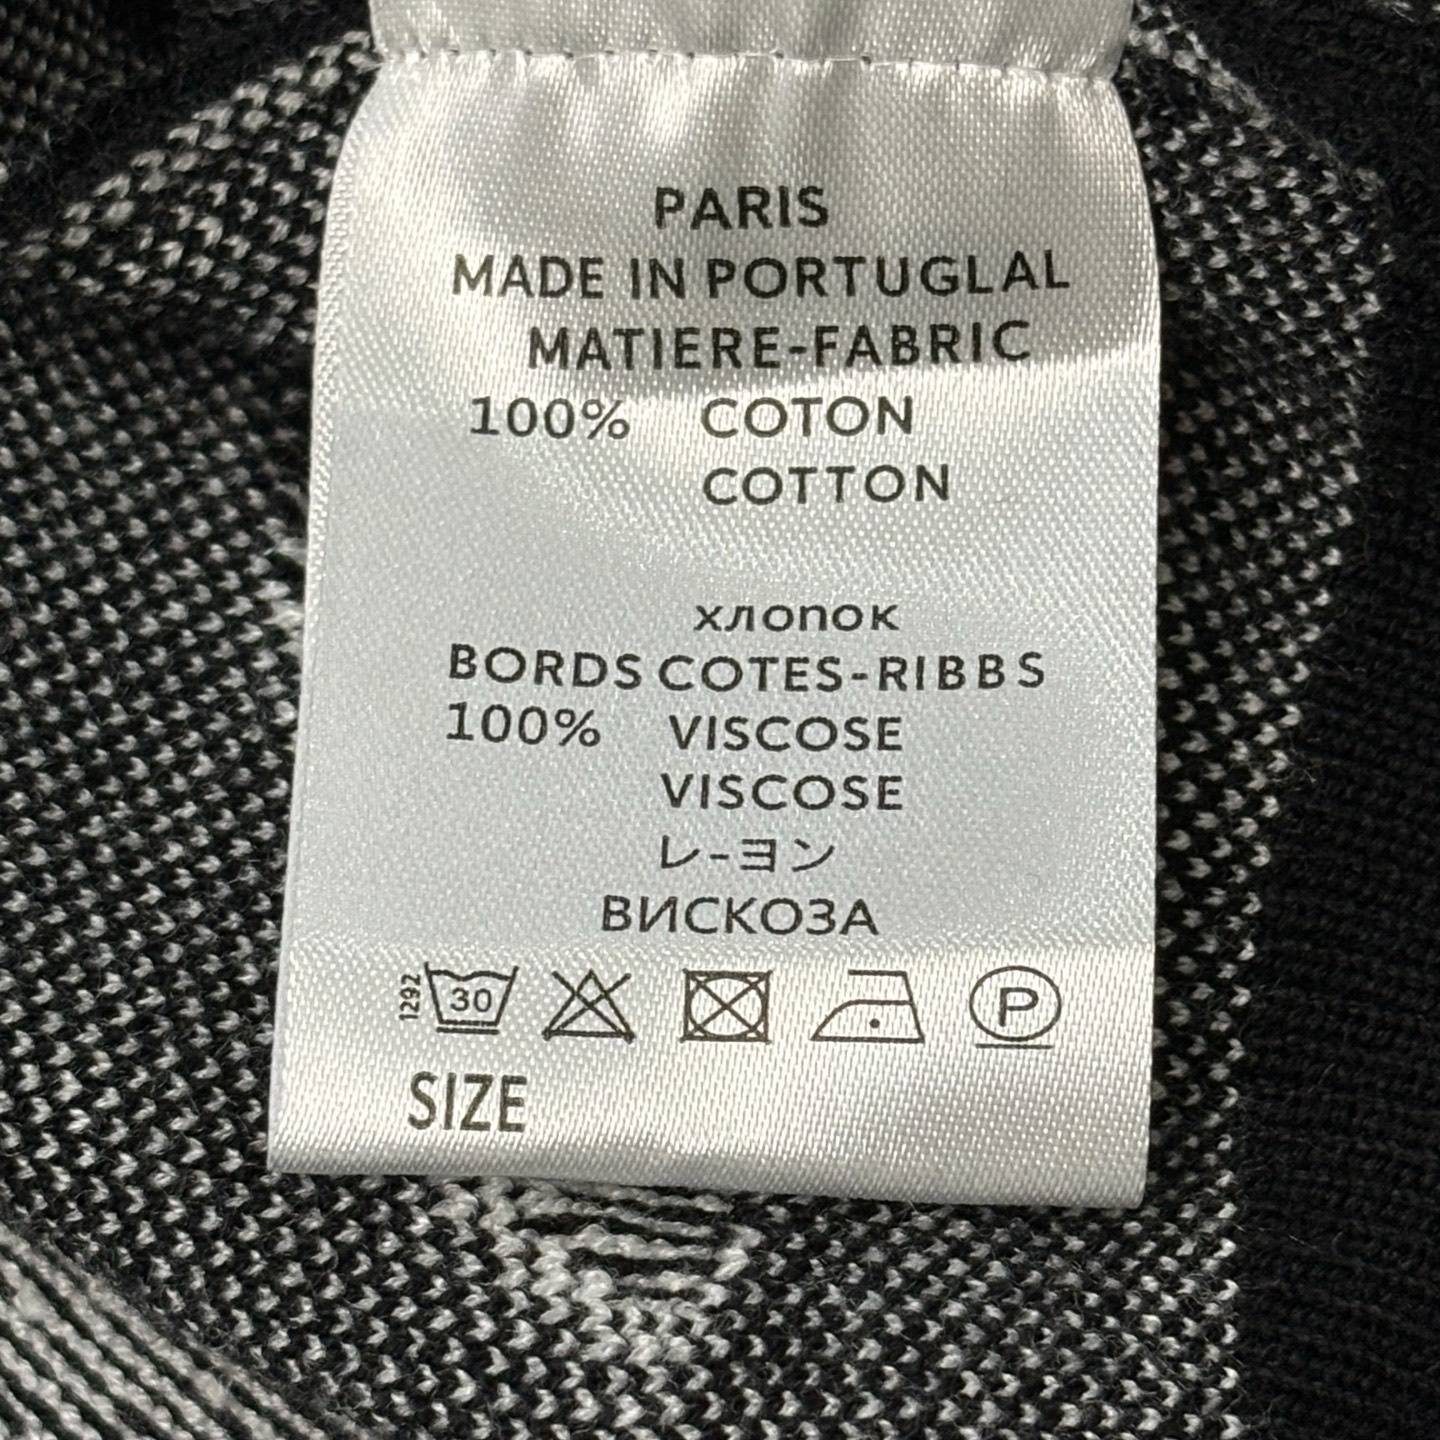 PARIS
MADE IN PORTUGLAL
MATIERE-FABRIC
100% COTON
COTTON
хлопок
BORDS COTES-RIBBS
100% VISCOSE
VISCOSE
レ-ヨン
ВИСКОЗА
1292 30 P
SIZE